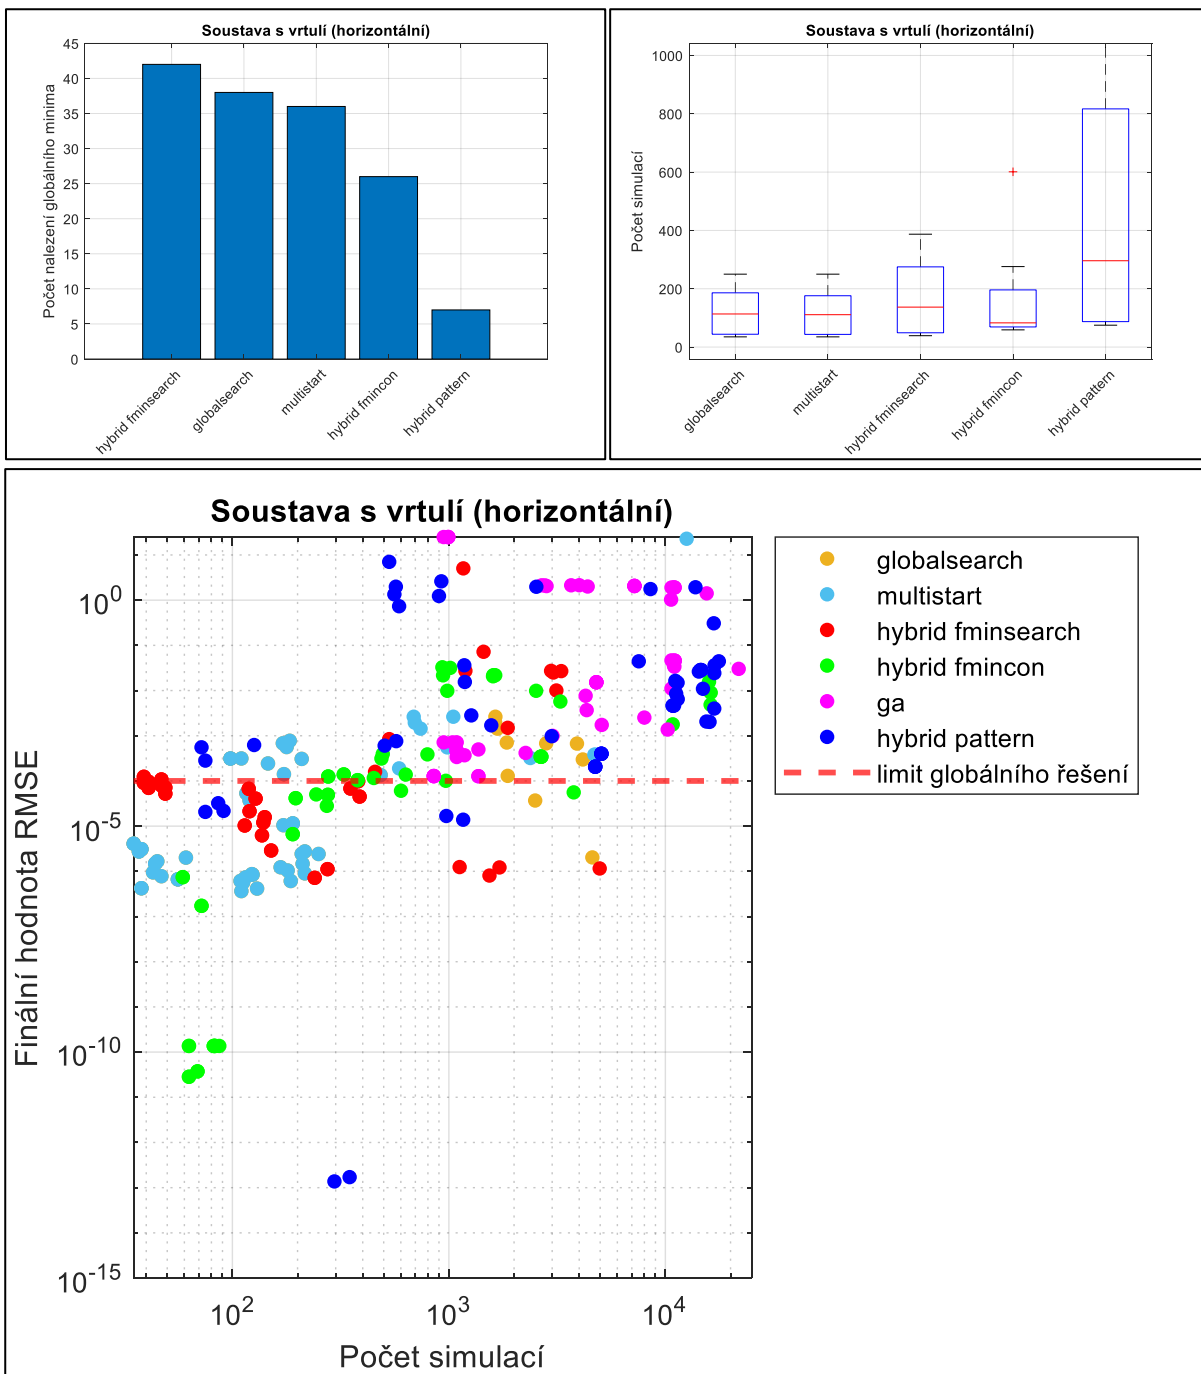 Soustava s vrtulí (horizontální)
Počet nalezení globálního minima
45
40
35
30
25
20
15
10
5
0
hybrid fminsearch
globalsearch
multistart
hybrid fmincon
hybrid pattern
Soustava s vrtulí (horizontální)
Počet simulací
1000
800
600
400
200
0
globalsearch
multistart
hybrid fminsearch
hybrid fmincon
hybrid pattern
Soustava s vrtulí (horizontální)
Finální hodnota RMSE
10^0
10^-5
10^-10
10^-15
10^2
10^3
10^4
Počet simulací
globalsearch
multistart
hybrid fminsearch
hybrid fmincon
ga
hybrid pattern
limit globálního řešení